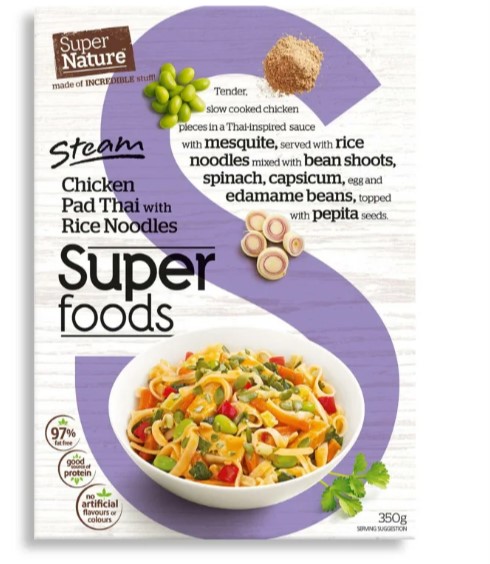 Super
Nature
made of INCREDIBLE stuff!
Steam
Chicken
Pad Thai with
Rice Noodles
Super
foods
Tender,
slow cooked chicken
pieces in a Thai-inspired sauce
with mesquite, served with rice
noodles mixed with bean shoots,
spinach, capsicum, egg and
edamame beans, topped
with pepita seeds.
97%
fat free
good
source of
protein
no
artificial
flavours or
colours
350g
SERVING SUGGESTION